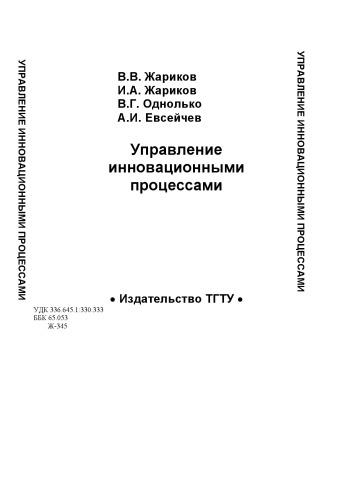 УПРАВЛЕНИЕ ИННОВАЦИОННЫМИ ПРОЦЕССАМИ
В.В. Жариков
И.А. Жариков
В.Г. Однолько
А.И. Евсейчев
Управление
инновационными
процессами
• Издательство ТГТУ •
УПРАВЛЕНИЕ ИННОВАЦИОННЫМИ ПРОЦЕССАМИ
УДК 336.645.1:330.333
ББК 65.053
Ж-345